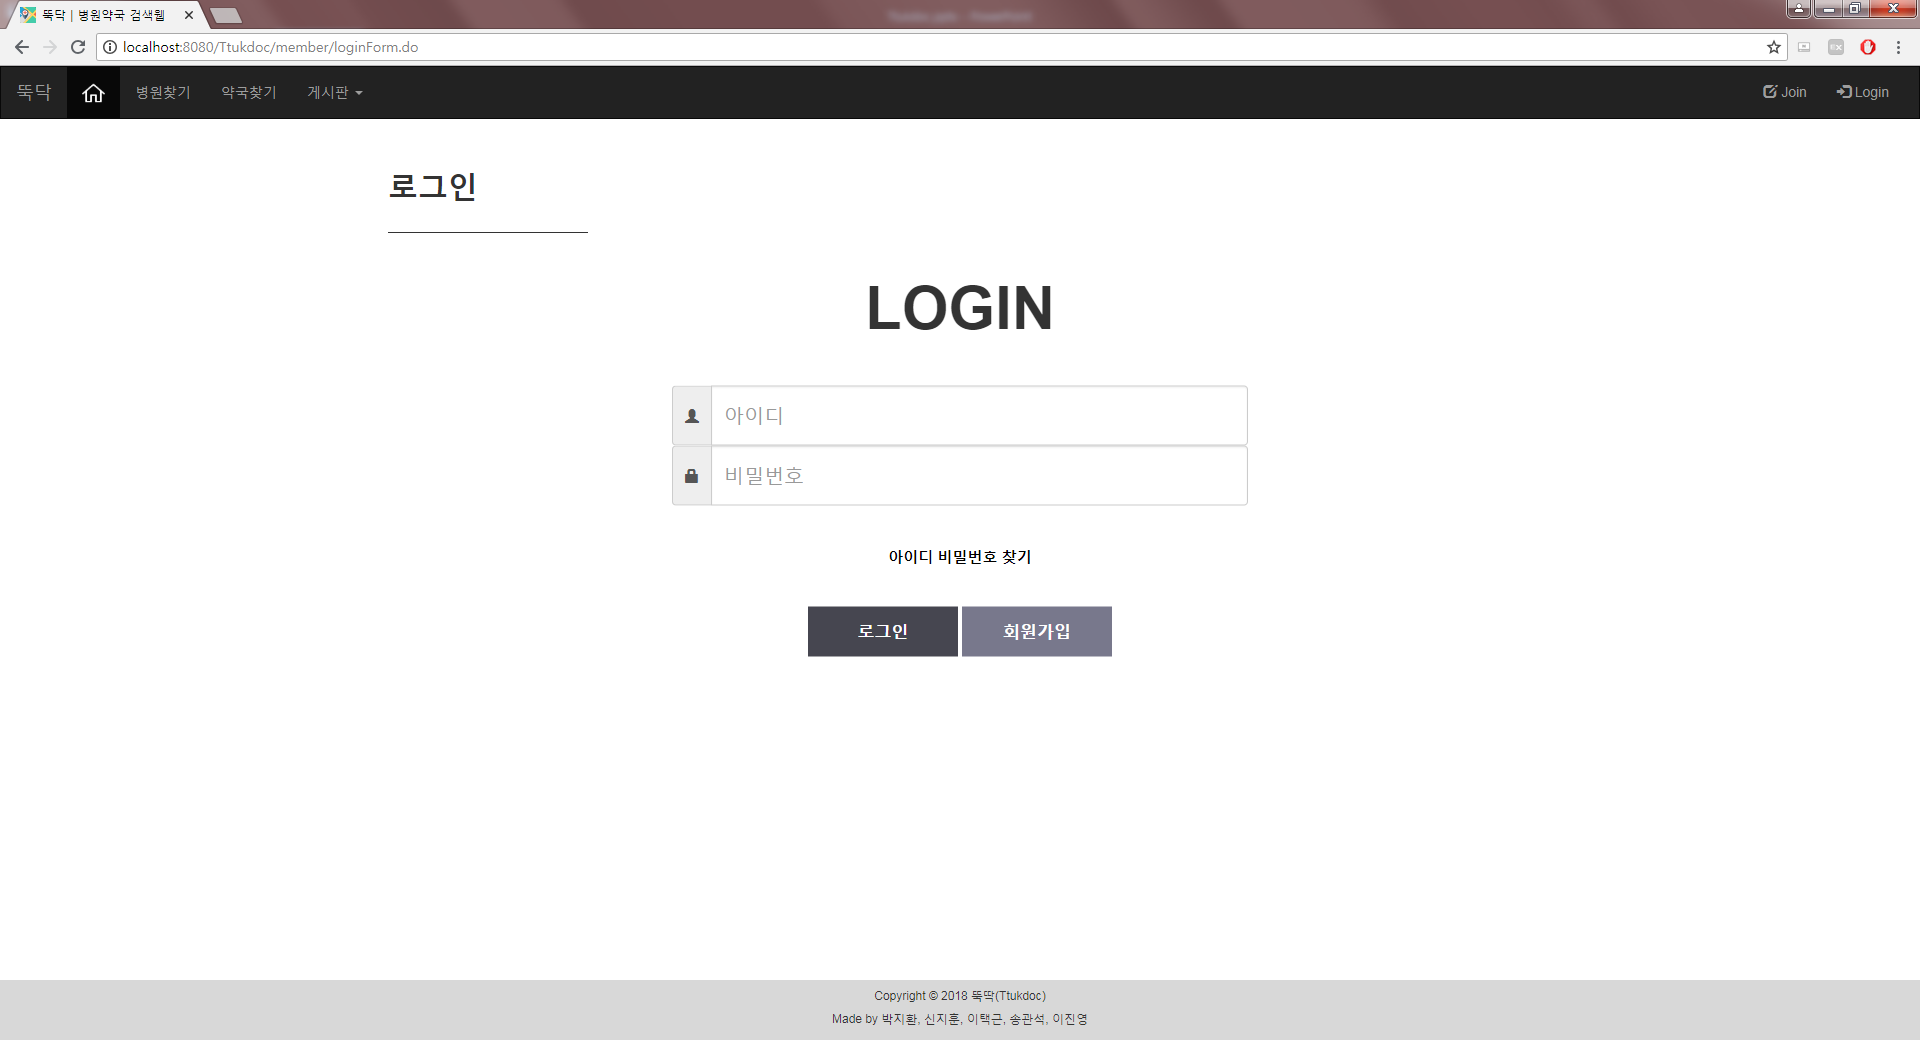 뚝닥 | 병원약국 검색웹
localhost:8080/Ttukdoc/member/loginForm.do
뚝닥 병원찾기 약국찾기 게시판 Join Login
로그인
LOGIN
아이디
비밀번호
아이디 비밀번호 찾기
로그인 회원가입
Copyright © 2018 뚝딱(Ttukdoc)
Made by 박지환, 신지훈, 이택근, 송관석, 이진영